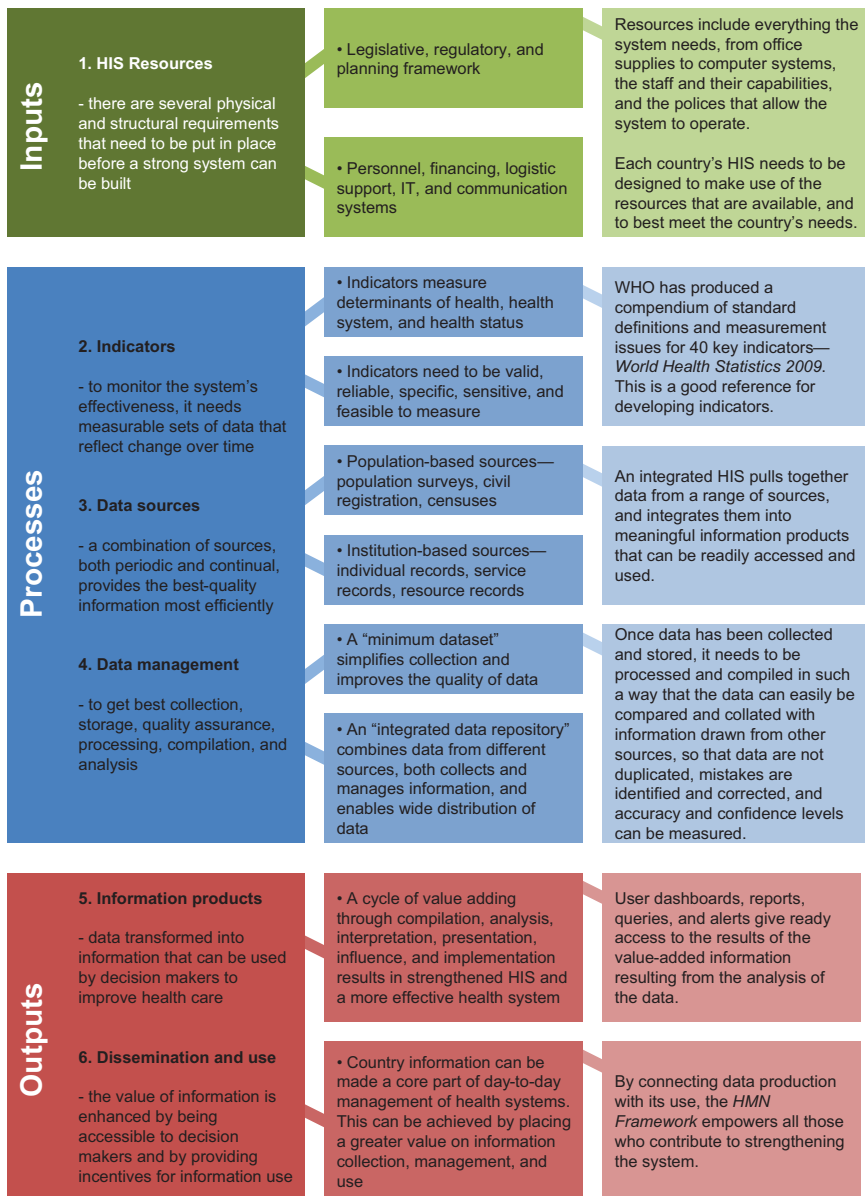 Inputs
1. HIS Resources
- there are several physical
and structural requirements
that need to be put in place
before a strong system can
be built
• Legislative, regulatory, and
planning framework
• Personnel, financing, logistic
support, IT, and communication
systems
Resources include everything the
system needs, from office
supplies to computer systems,
the staff and their capabilities,
and the polices that allow the
system to operate.
Each country's HIS needs to be
designed to make use of the
resources that are available, and
to best meet the country's needs.
Processes
2. Indicators
- to monitor the system's
effectiveness, it needs
measurable sets of data that
reflect change over time
• Indicators measure
determinants of health, health
system, and health status
• Indicators need to be valid,
reliable, specific, sensitive, and
feasible to measure
WHO has produced a
compendium of standard
definitions and measurement
issues for 40 key indicators—
World Health Statistics 2009.
This is a good reference for
developing indicators.
3. Data sources
- a combination of sources,
both periodic and continual,
provides the best-quality
information most efficiently
• Population-based sources—
population surveys, civil
registration, censuses
• Institution-based sources—
individual records, service
records, resource records
An integrated HIS pulls together
data from a range of sources,
and integrates them into
meaningful information products
that can be readily accessed and
used.
4. Data management
- to get best collection,
storage, quality assurance,
processing, compilation, and
analysis
• A "minimum dataset"
simplifies collection and
improves the quality of data
• An "integrated data repository"
combines data from different
sources, both collects and
manages information, and
enables wide distribution of
data
Once data has been collected
and stored, it needs to be
processed and compiled in such
a way that the data can easily be
compared and collated with
information drawn from other
sources, so that data are not
duplicated, mistakes are
identified and corrected, and
accuracy and confidence levels
can be measured.
Outputs
5. Information products
- data transformed into
information that can be used
by decision makers to
improve health care
• A cycle of value adding
through compilation, analysis,
interpretation, presentation,
influence, and implementation
results in strengthened HIS and
a more effective health system
User dashboards, reports,
queries, and alerts give ready
access to the results of the
value-added information
resulting from the analysis of
the data.
6. Dissemination and use
- the value of information is
enhanced by being
accessible to decision
makers and by providing
incentives for information use
• Country information can be
made a core part of day-to-day
management of health systems.
This can be achieved by placing
a greater value on information
collection, management, and
use
By connecting data production
with its use, the HMN
Framework empowers all those
who contribute to strengthening
the system.